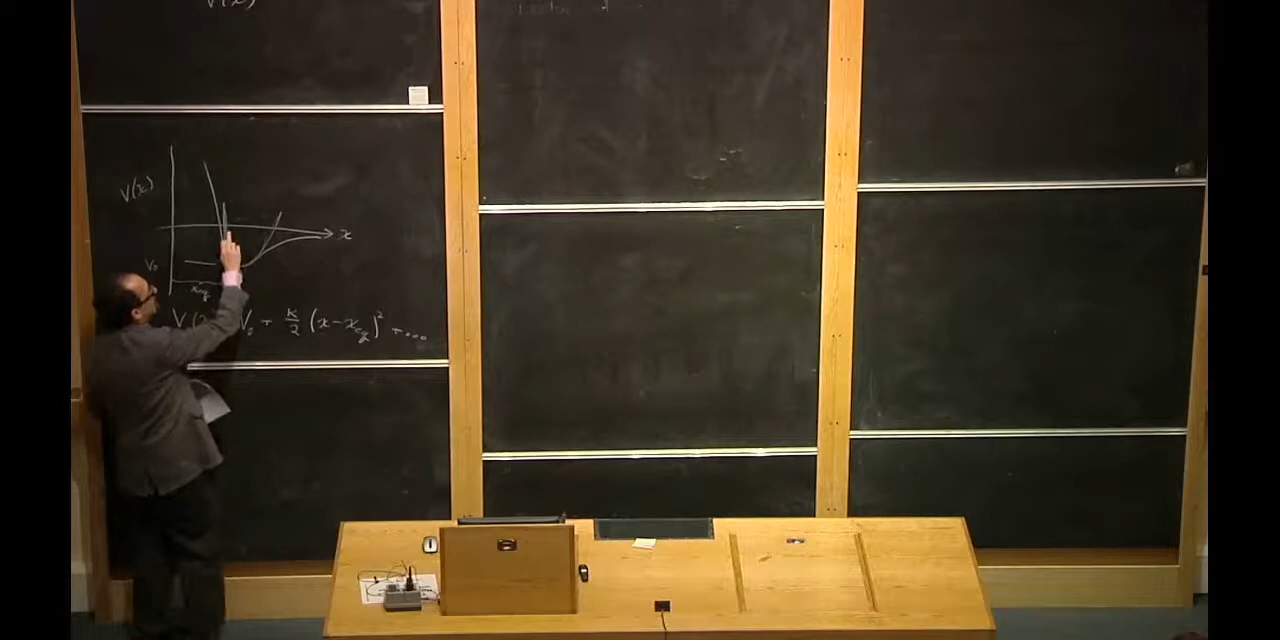 V(x)
V(x)
x
V₀
x_eq
V(x V₀ + κ/2 (x − x_eq)² + ...